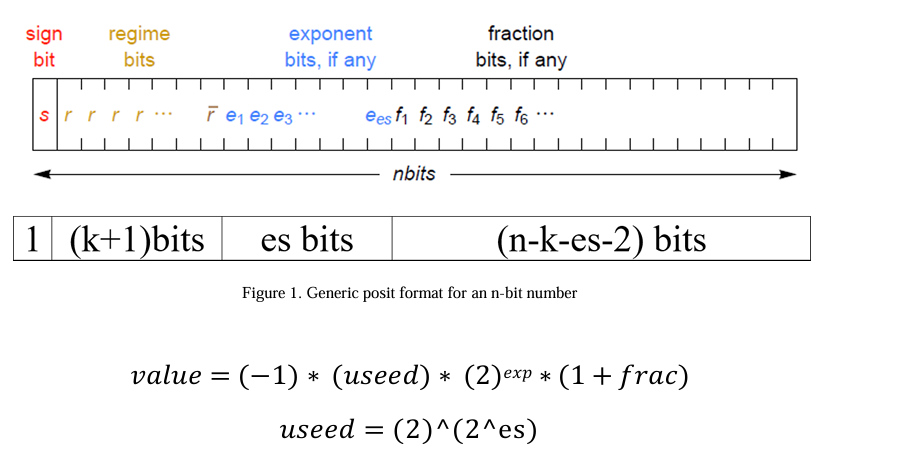 sign regime exponent fraction
bit bits bits, if any bits, if any
s r r r r ··· r̅ e₁ e₂ e₃ ··· eₑₛ f₁ f₂ f₃ f₄ f₅ f₆ ···
nbits
1 (k+1)bits es bits (n-k-es-2) bits
Figure 1. Generic posit format for an n-bit number
value = (−1) ∗ (useed) ∗ (2)^exp ∗ (1 + frac)
useed = (2)^(2^es)